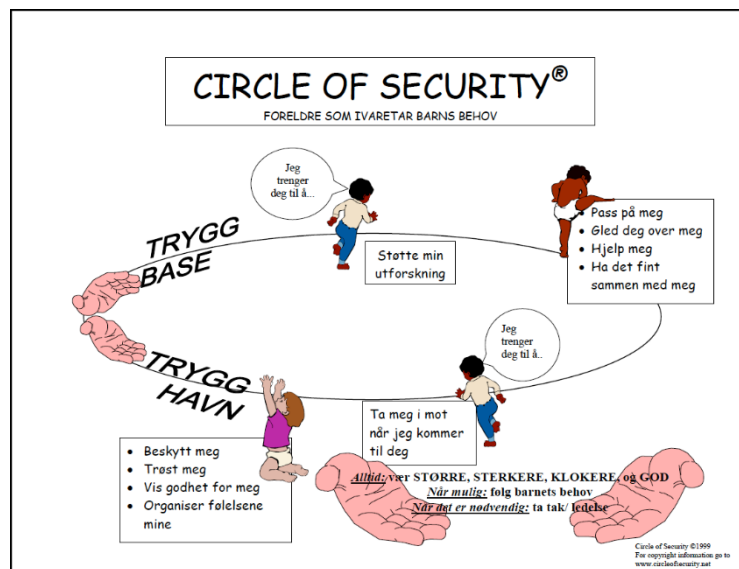 CIRCLE OF SECURITY®
FORELDRE SOM IVARETAR BARNS BEHOV
Jeg
trenger
deg til å...
TRYGG
BASE
Støtte min
utforskning
• Pass på meg
• Gled deg over meg
• Hjelp meg
• Ha det fint
sammen med meg
Jeg
trenger
deg til å..
TRYGG
HAVN
Ta meg i mot
når jeg kommer
til deg
• Beskytt meg
• Trøst meg
• Vis godhet for meg
• Organiser følelsene
mine
Alltid: vær STØRRE, STERKERE, KLOKERE, og GOD
Når mulig: følg barnets behov
Når det er nødvendig: ta tak/ ledelse
Circle of Security ©1999
For copyright information go to
www.circleofsecurity.net